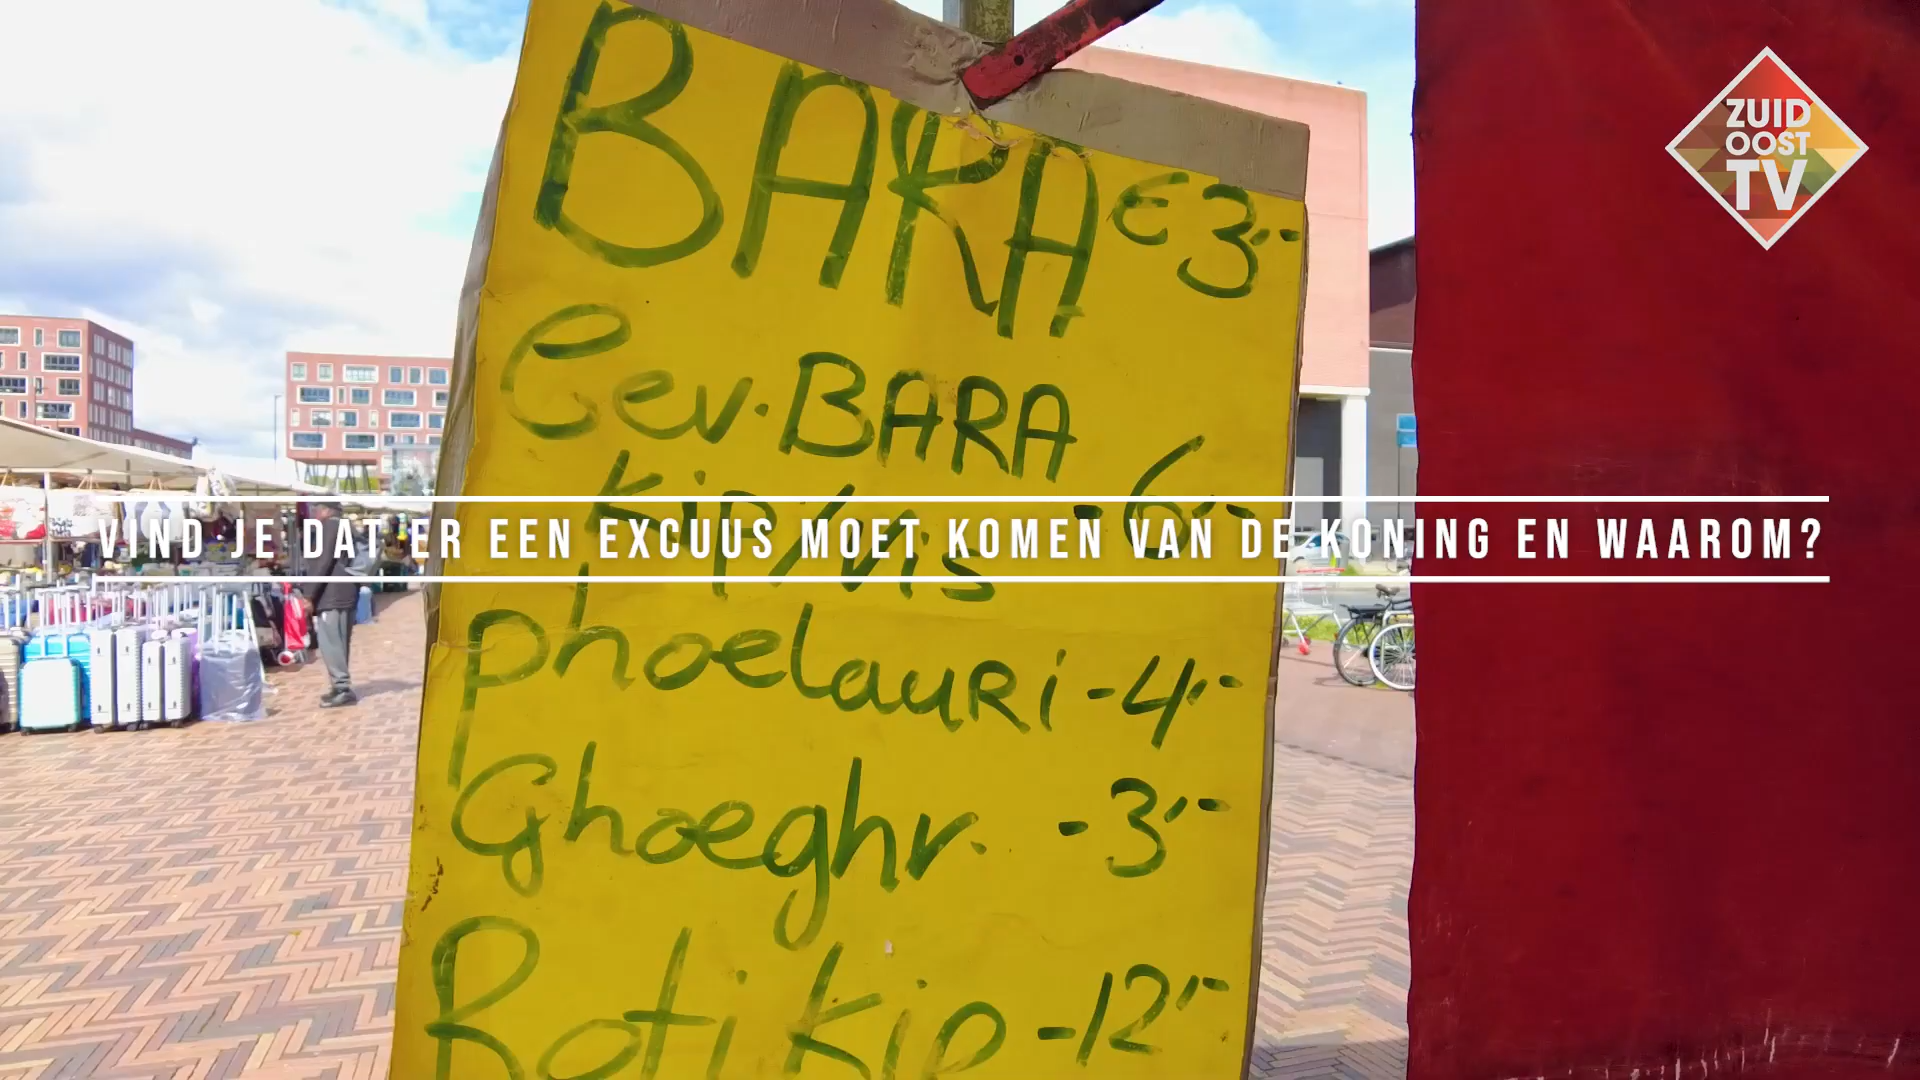 BARA €3,-
Gev. BARA
kip/vis -6,-
VIND JE DAT ER EEN EXCUUS MOET KOMEN VAN DE KONING EN WAAROM?
phoelauRi -4,-
Ghoeghr. -3,-
Roti kip -12,-
ZUID
OOST
TV